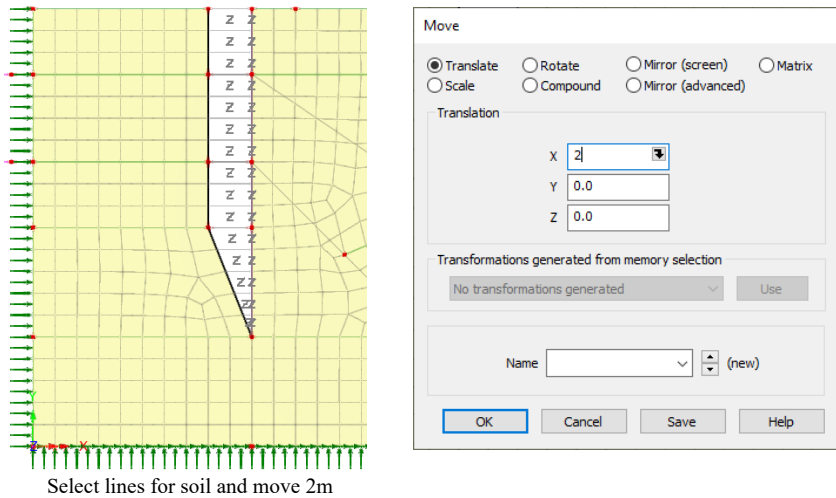 Move
Translate Rotate Mirror (screen) Matrix
Scale Compound Mirror (advanced)
Translation
X 2
Y 0.0
Z 0.0
Transformations generated from memory selection
No transformations generated Use
Name (new)
OK Cancel Save Help
Z Z
Z Z
Z Z
Z Z
Z Z
Z Z
Z Z
Z Z
Z Z
Z Z
Z Z
Z Z
Z Z
Z
Z
Y
Z X
Select lines for soil and move 2m